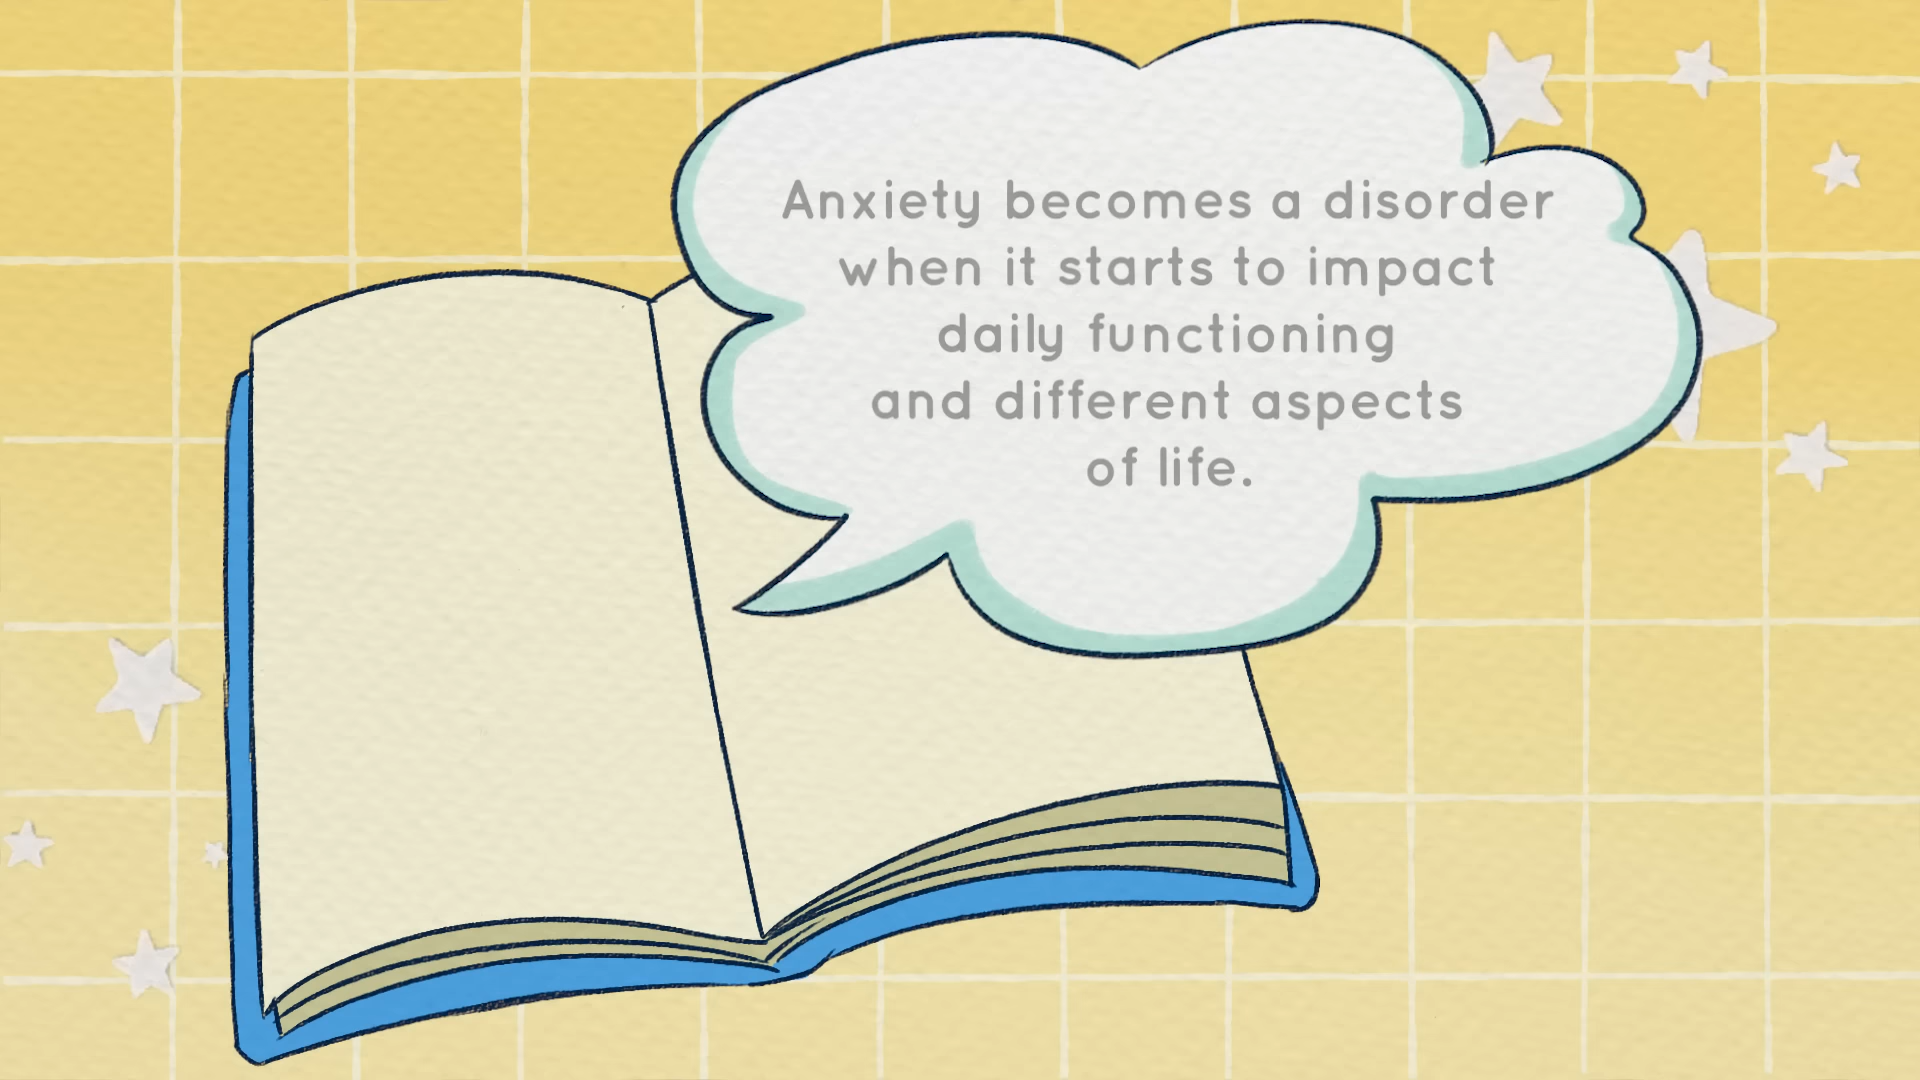 Anxiety becomes a disorder
when it starts to impact
daily functioning
and different aspects
of life.